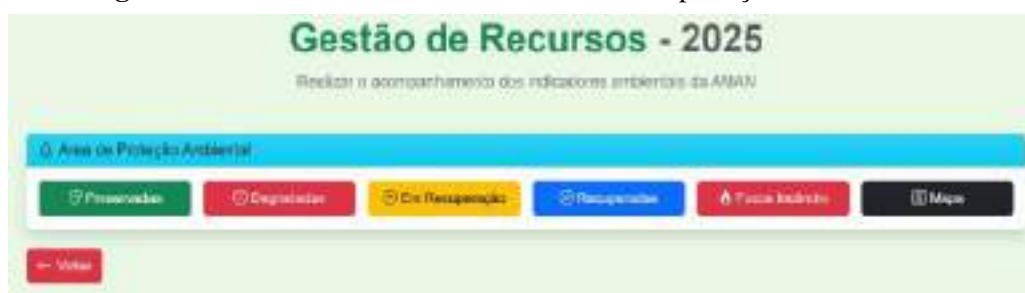 Gestão de Recursos - 2025
Realizar o acompanhamento dos indicadores ambientais da
Área de Proteção Ambiental
Preservadas Degradadas Em Recuperação Recuperadas Focos Incêndio Mapa
← Voltar